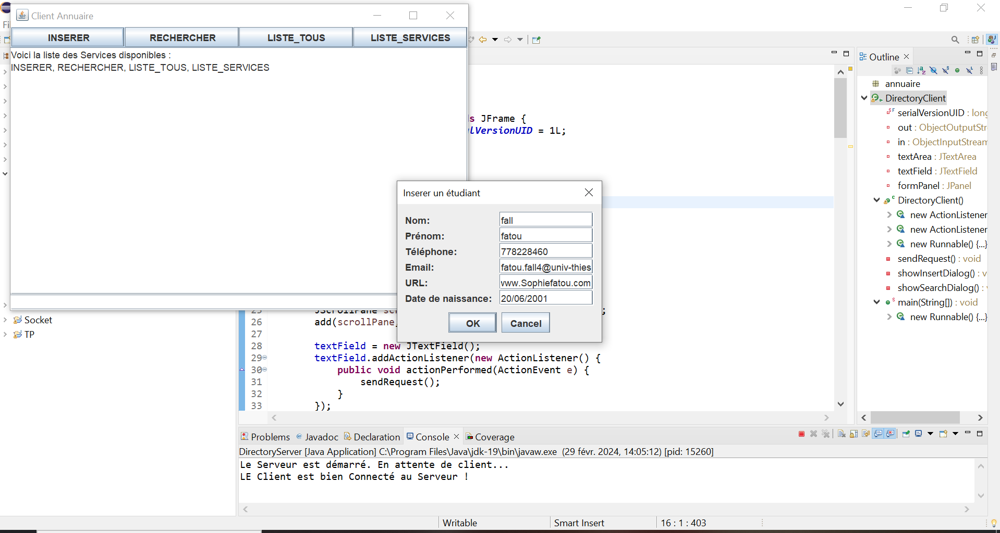 Client Annuaire
Fi
INSERER RECHERCHER LISTE_TOUS LISTE_SERVICES
Voici la liste des Services disponibles :
INSERER, RECHERCHER, LISTE_TOUS, LISTE_SERVICES
Socket
TP
s JFrame {
lVersionUID = 1L;
Inserer un étudiant
Nom: fall
Prénom: fatou
Téléphone: 778228460
Email: fatou.fall4@univ-thies
URL: www.Sophiefatou.com
Date de naissance: 20/06/2001
OK Cancel
25 JScrollPane scr ;
26 add(scrollPane,
27
28 textField = new JTextField();
29 textField.addActionListener(new ActionListener() {
30 public void actionPerformed(ActionEvent e) {
31 sendRequest();
32 }
33 });
Outline
annuaire
DirectoryClient
serialVersionUID : long
out : ObjectOutputStr
in : ObjectInputStream
textArea : JTextArea
textField : JTextField
formPanel : JPanel
DirectoryClient()
new ActionListener
new ActionListener
new Runnable() {...}
sendRequest() : void
showInsertDialog() : v
showSearchDialog() :
main(String[]) : void
new Runnable() {...}
Problems Javadoc Declaration Console Coverage
DirectoryServer [Java Application] C:\Program Files\Java\jdk-19\bin\javaw.exe (29 févr. 2024, 14:05:12) [pid: 15260]
Le Serveur est démarré. En attente de client...
LE Client est bien Connecté au Serveur !
Writable Smart Insert 16 : 1 : 403